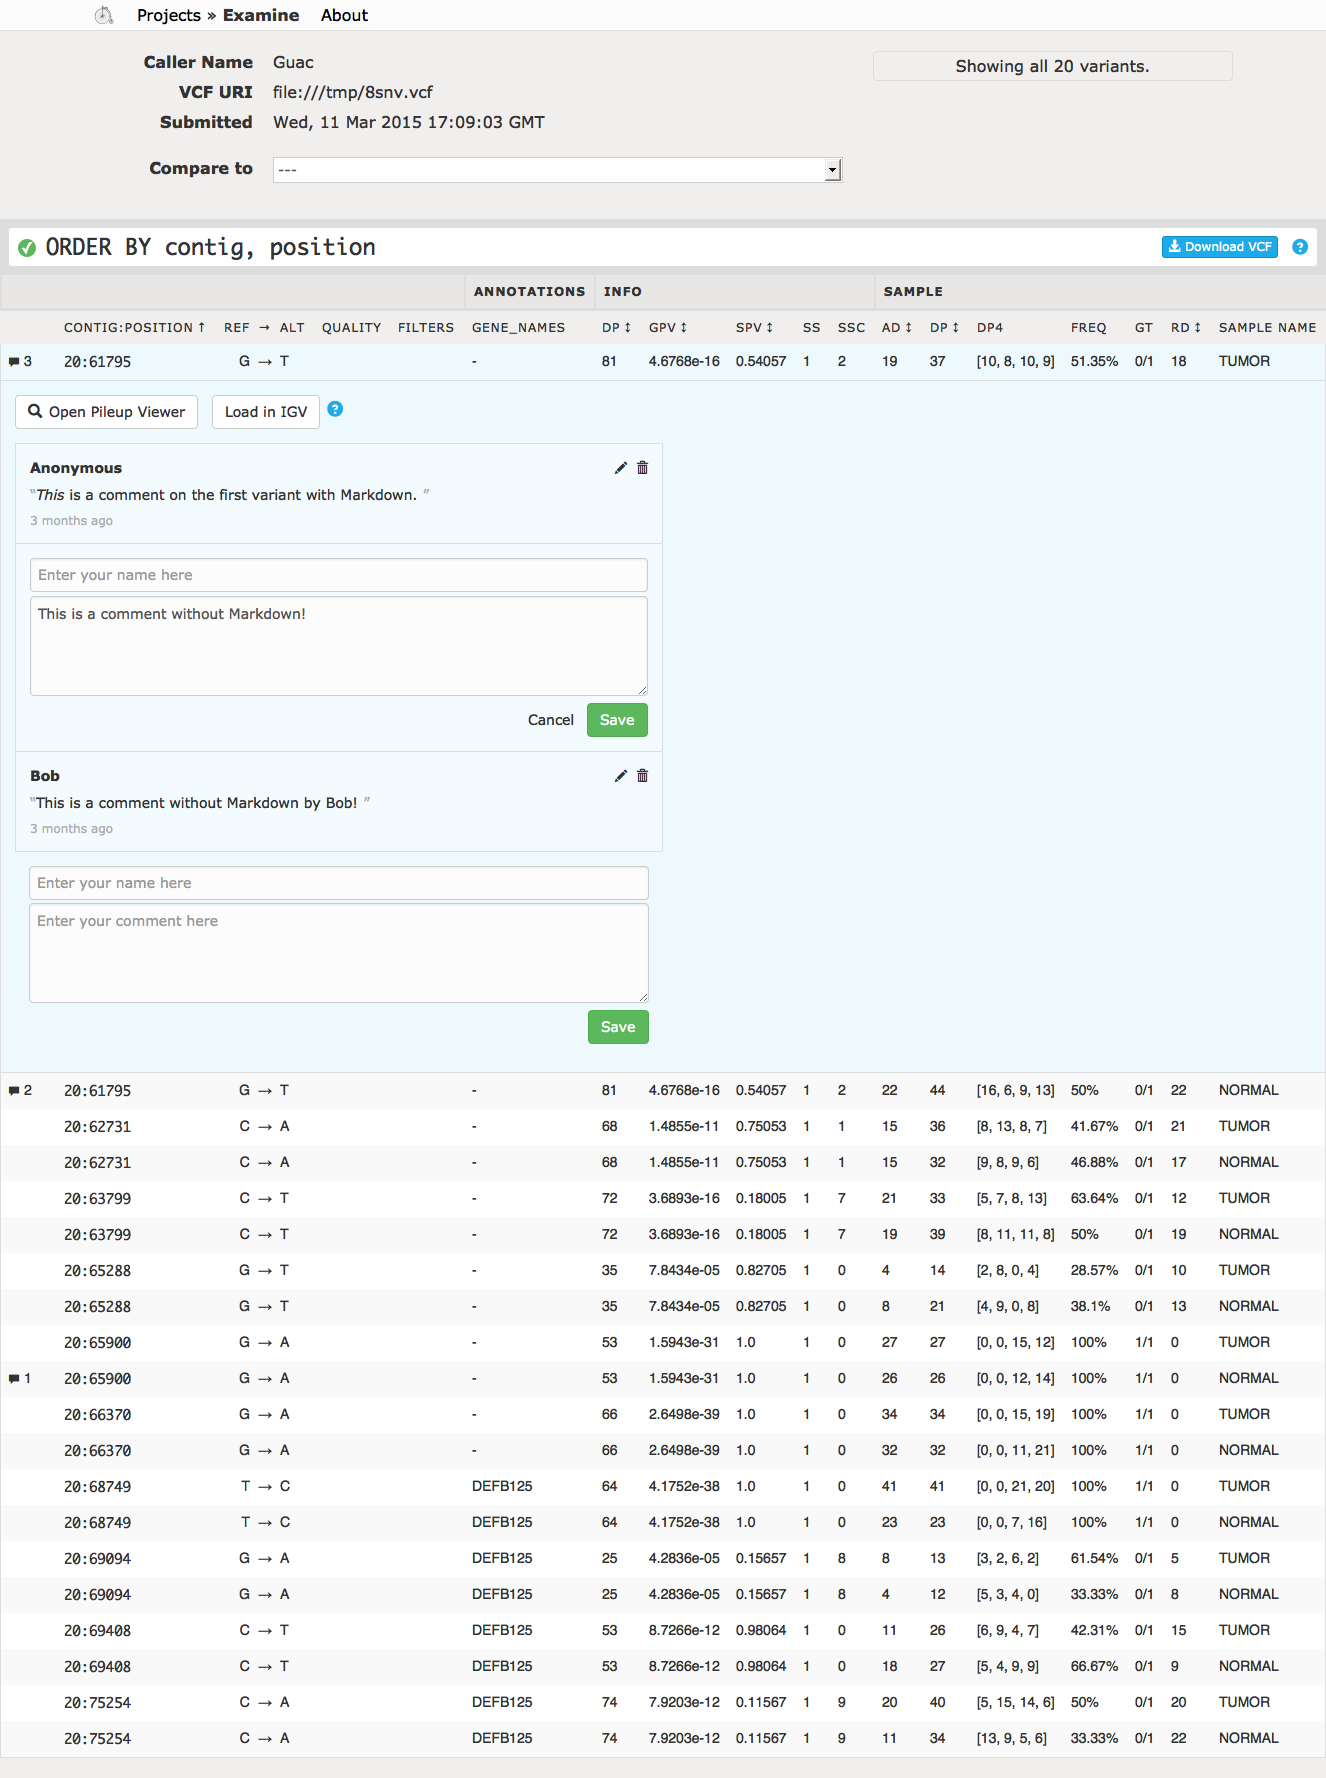 Projects » Examine About
Caller Name Guac
Showing all 20 variants.
VCF URI file:///tmp/8snv.vcf
Submitted Wed, 11 Mar 2015 17:09:03 GMT
Compare to ---
ORDER BY contig, position Download VCF ?
ANNOTATIONS INFO SAMPLE
CONTIG:POSITION ↑ REF → ALT QUALITY FILTERS GENE_NAMES DP ↕ GPV ↕ SPV ↕ SS SSC AD ↕ DP ↕ DP4 FREQ GT RD ↕ SAMPLE NAME
3 20:61795 G → T - 81 4.6768e-16 0.54057 1 2 19 37 [10, 8, 10, 9] 51.35% 0/1 18 TUMOR
Open Pileup Viewer Load in IGV ?
Anonymous
“This is a comment on the first variant with Markdown. ”
3 months ago
Enter your name here
This is a comment without Markdown!
Cancel Save
Bob
“This is a comment without Markdown by Bob! ”
3 months ago
Enter your name here
Enter your comment here
Save
2 20:61795 G → T - 81 4.6768e-16 0.54057 1 2 22 44 [16, 6, 9, 13] 50% 0/1 22 NORMAL
20:62731 C → A - 68 1.4855e-11 0.75053 1 1 15 36 [8, 13, 8, 7] 41.67% 0/1 21 TUMOR
20:62731 C → A - 68 1.4855e-11 0.75053 1 1 15 32 [9, 8, 9, 6] 46.88% 0/1 17 NORMAL
20:63799 C → T - 72 3.6893e-16 0.18005 1 7 21 33 [5, 7, 8, 13] 63.64% 0/1 12 TUMOR
20:63799 C → T - 72 3.6893e-16 0.18005 1 7 19 39 [8, 11, 11, 8] 50% 0/1 19 NORMAL
20:65288 G → T - 35 7.8434e-05 0.82705 1 0 4 14 [2, 8, 0, 4] 28.57% 0/1 10 TUMOR
20:65288 G → T - 35 7.8434e-05 0.82705 1 0 8 21 [4, 9, 0, 8] 38.1% 0/1 13 NORMAL
20:65900 G → A - 53 1.5943e-31 1.0 1 0 27 27 [0, 0, 15, 12] 100% 1/1 0 TUMOR
1 20:65900 G → A - 53 1.5943e-31 1.0 1 0 26 26 [0, 0, 12, 14] 100% 1/1 0 NORMAL
20:66370 G → A - 66 2.6498e-39 1.0 1 0 34 34 [0, 0, 15, 19] 100% 1/1 0 TUMOR
20:66370 G → A - 66 2.6498e-39 1.0 1 0 32 32 [0, 0, 11, 21] 100% 1/1 0 NORMAL
20:68749 T → C DEFB125 64 4.1752e-38 1.0 1 0 41 41 [0, 0, 21, 20] 100% 1/1 0 TUMOR
20:68749 T → C DEFB125 64 4.1752e-38 1.0 1 0 23 23 [0, 0, 7, 16] 100% 1/1 0 NORMAL
20:69094 G → A DEFB125 25 4.2836e-05 0.15657 1 8 8 13 [3, 2, 6, 2] 61.54% 0/1 5 TUMOR
20:69094 G → A DEFB125 25 4.2836e-05 0.15657 1 8 4 12 [5, 3, 4, 0] 33.33% 0/1 8 NORMAL
20:69408 C → T DEFB125 53 8.7266e-12 0.98064 1 0 11 26 [6, 9, 4, 7] 42.31% 0/1 15 TUMOR
20:69408 C → T DEFB125 53 8.7266e-12 0.98064 1 0 18 27 [5, 4, 9, 9] 66.67% 0/1 9 NORMAL
20:75254 C → A DEFB125 74 7.9203e-12 0.11567 1 9 20 40 [5, 15, 14, 6] 50% 0/1 20 TUMOR
20:75254 C → A DEFB125 74 7.9203e-12 0.11567 1 9 11 34 [13, 9, 5, 6] 33.33% 0/1 22 NORMAL